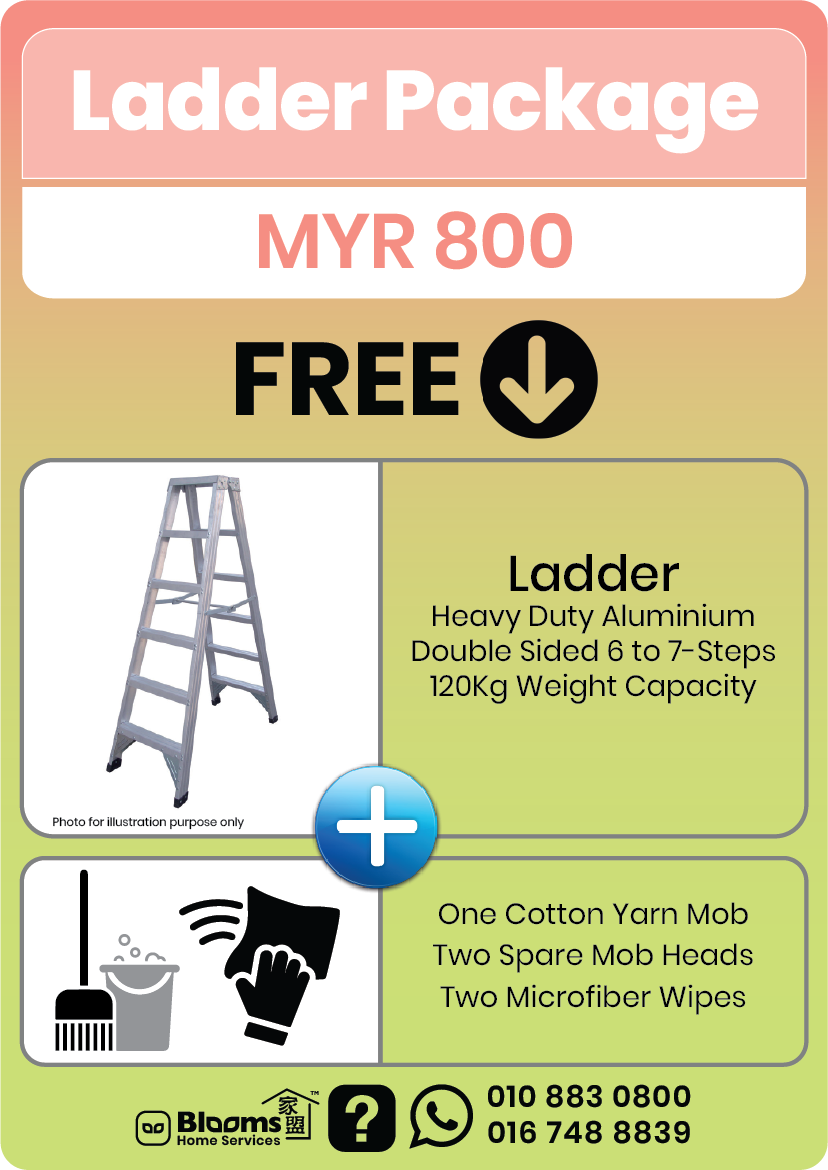 Ladder Package
MYR 800
FREE
Ladder
Heavy Duty Aluminium
Double Sided 6 to 7-Steps
120Kg Weight Capacity
Photo for illustration purpose only
One Cotton Yarn Mob
Two Spare Mob Heads
Two Microfiber Wipes
Blooms 家盟 ™
Home Services
?
010 883 0800
016 748 8839